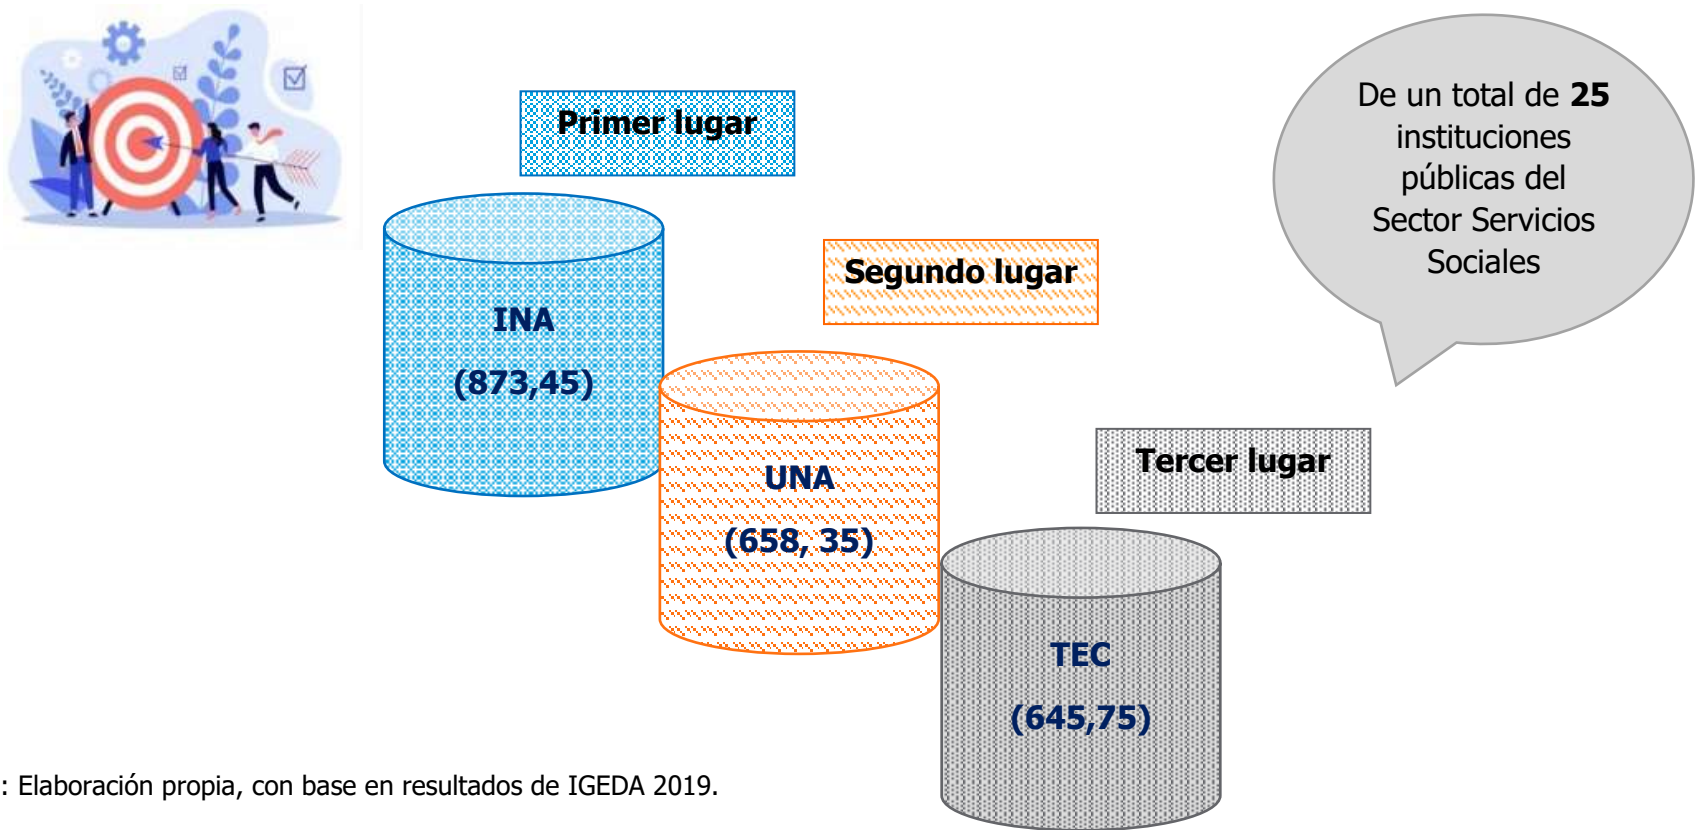 Primer lugar
INA
(873,45)
Segundo lugar
UNA
(658, 35)
Tercer lugar
TEC
(645,75)
De un total de 25
instituciones
públicas del
Sector Servicios
Sociales
: Elaboración propia, con base en resultados de IGEDA 2019.